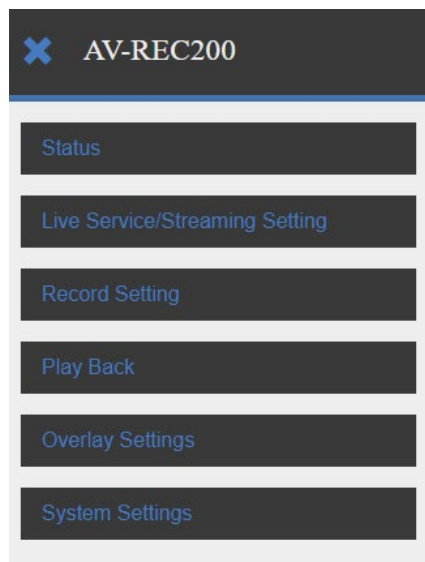 AV-REC200
Status
Live Service/Streaming Setting
Record Setting
Play Back
Overlay Settings
System Settings